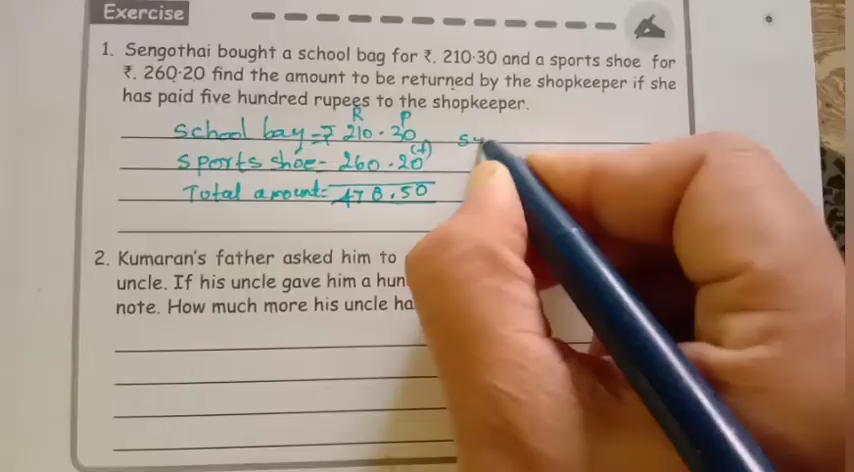 Exercise
1. Sengothai bought a school bag for ₹. 210·30 and a sports shoe for
₹. 260·20 find the amount to be returned by the shopkeeper if she
has paid five hundred rupees to the shopkeeper.
R P
school bag = ₹ 210.30
sports shoe - 260.20 (+)
Total amount = 470.50
2. Kumaran's father asked him to
uncle. If his uncle gave him a hun
note. How much more his uncle ha